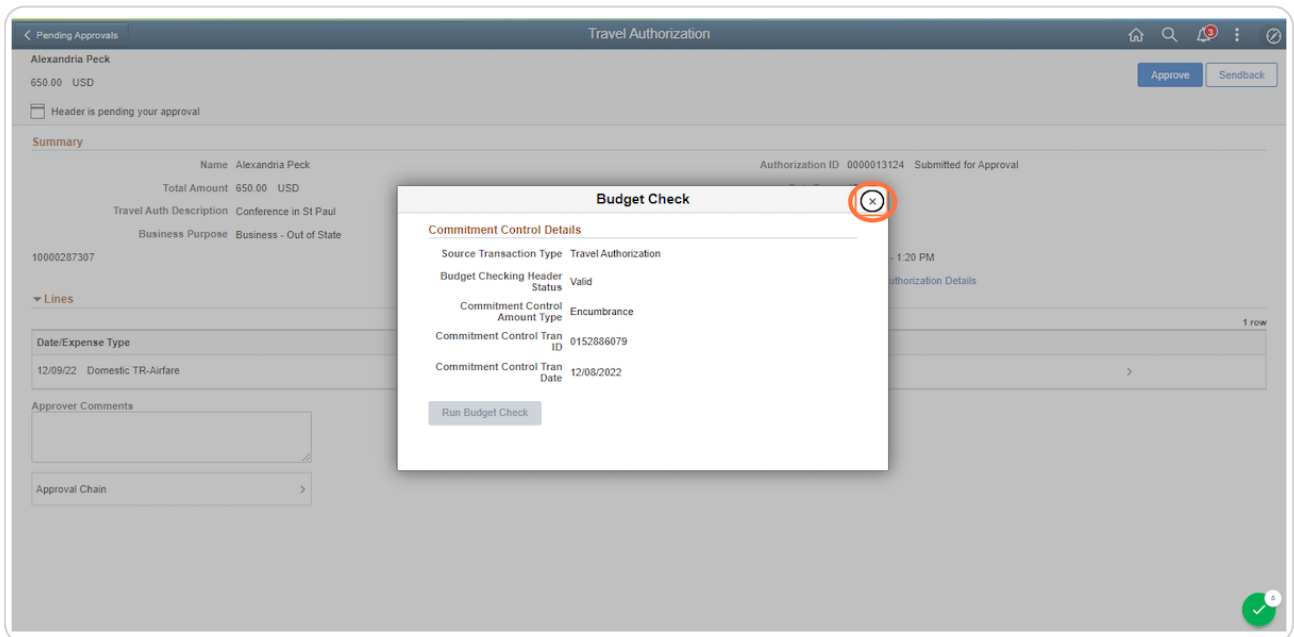 Pending Approvals
Travel Authorization
3
Alexandria Peck
650.00 USD
Approve
Sendback
Header is pending your approval
Summary
Name Alexandria Peck
Authorization ID 0000013124 Submitted for Approval
Total Amount 650.00 USD
Travel Auth Description Conference in St Paul
Business Purpose Business - Out of State
10000287307
- 1:20 PM
uthorization Details
Lines
1 row
Date/Expense Type
12/09/22 Domestic TR-Airfare
Approver Comments
Approval Chain
Budget Check
Commitment Control Details
Source Transaction Type Travel Authorization
Budget Checking Header
Status Valid
Commitment Control
Amount Type Encumbrance
Commitment Control Tran
ID 0152886079
Commitment Control Tran
Date 12/08/2022
Run Budget Check
6